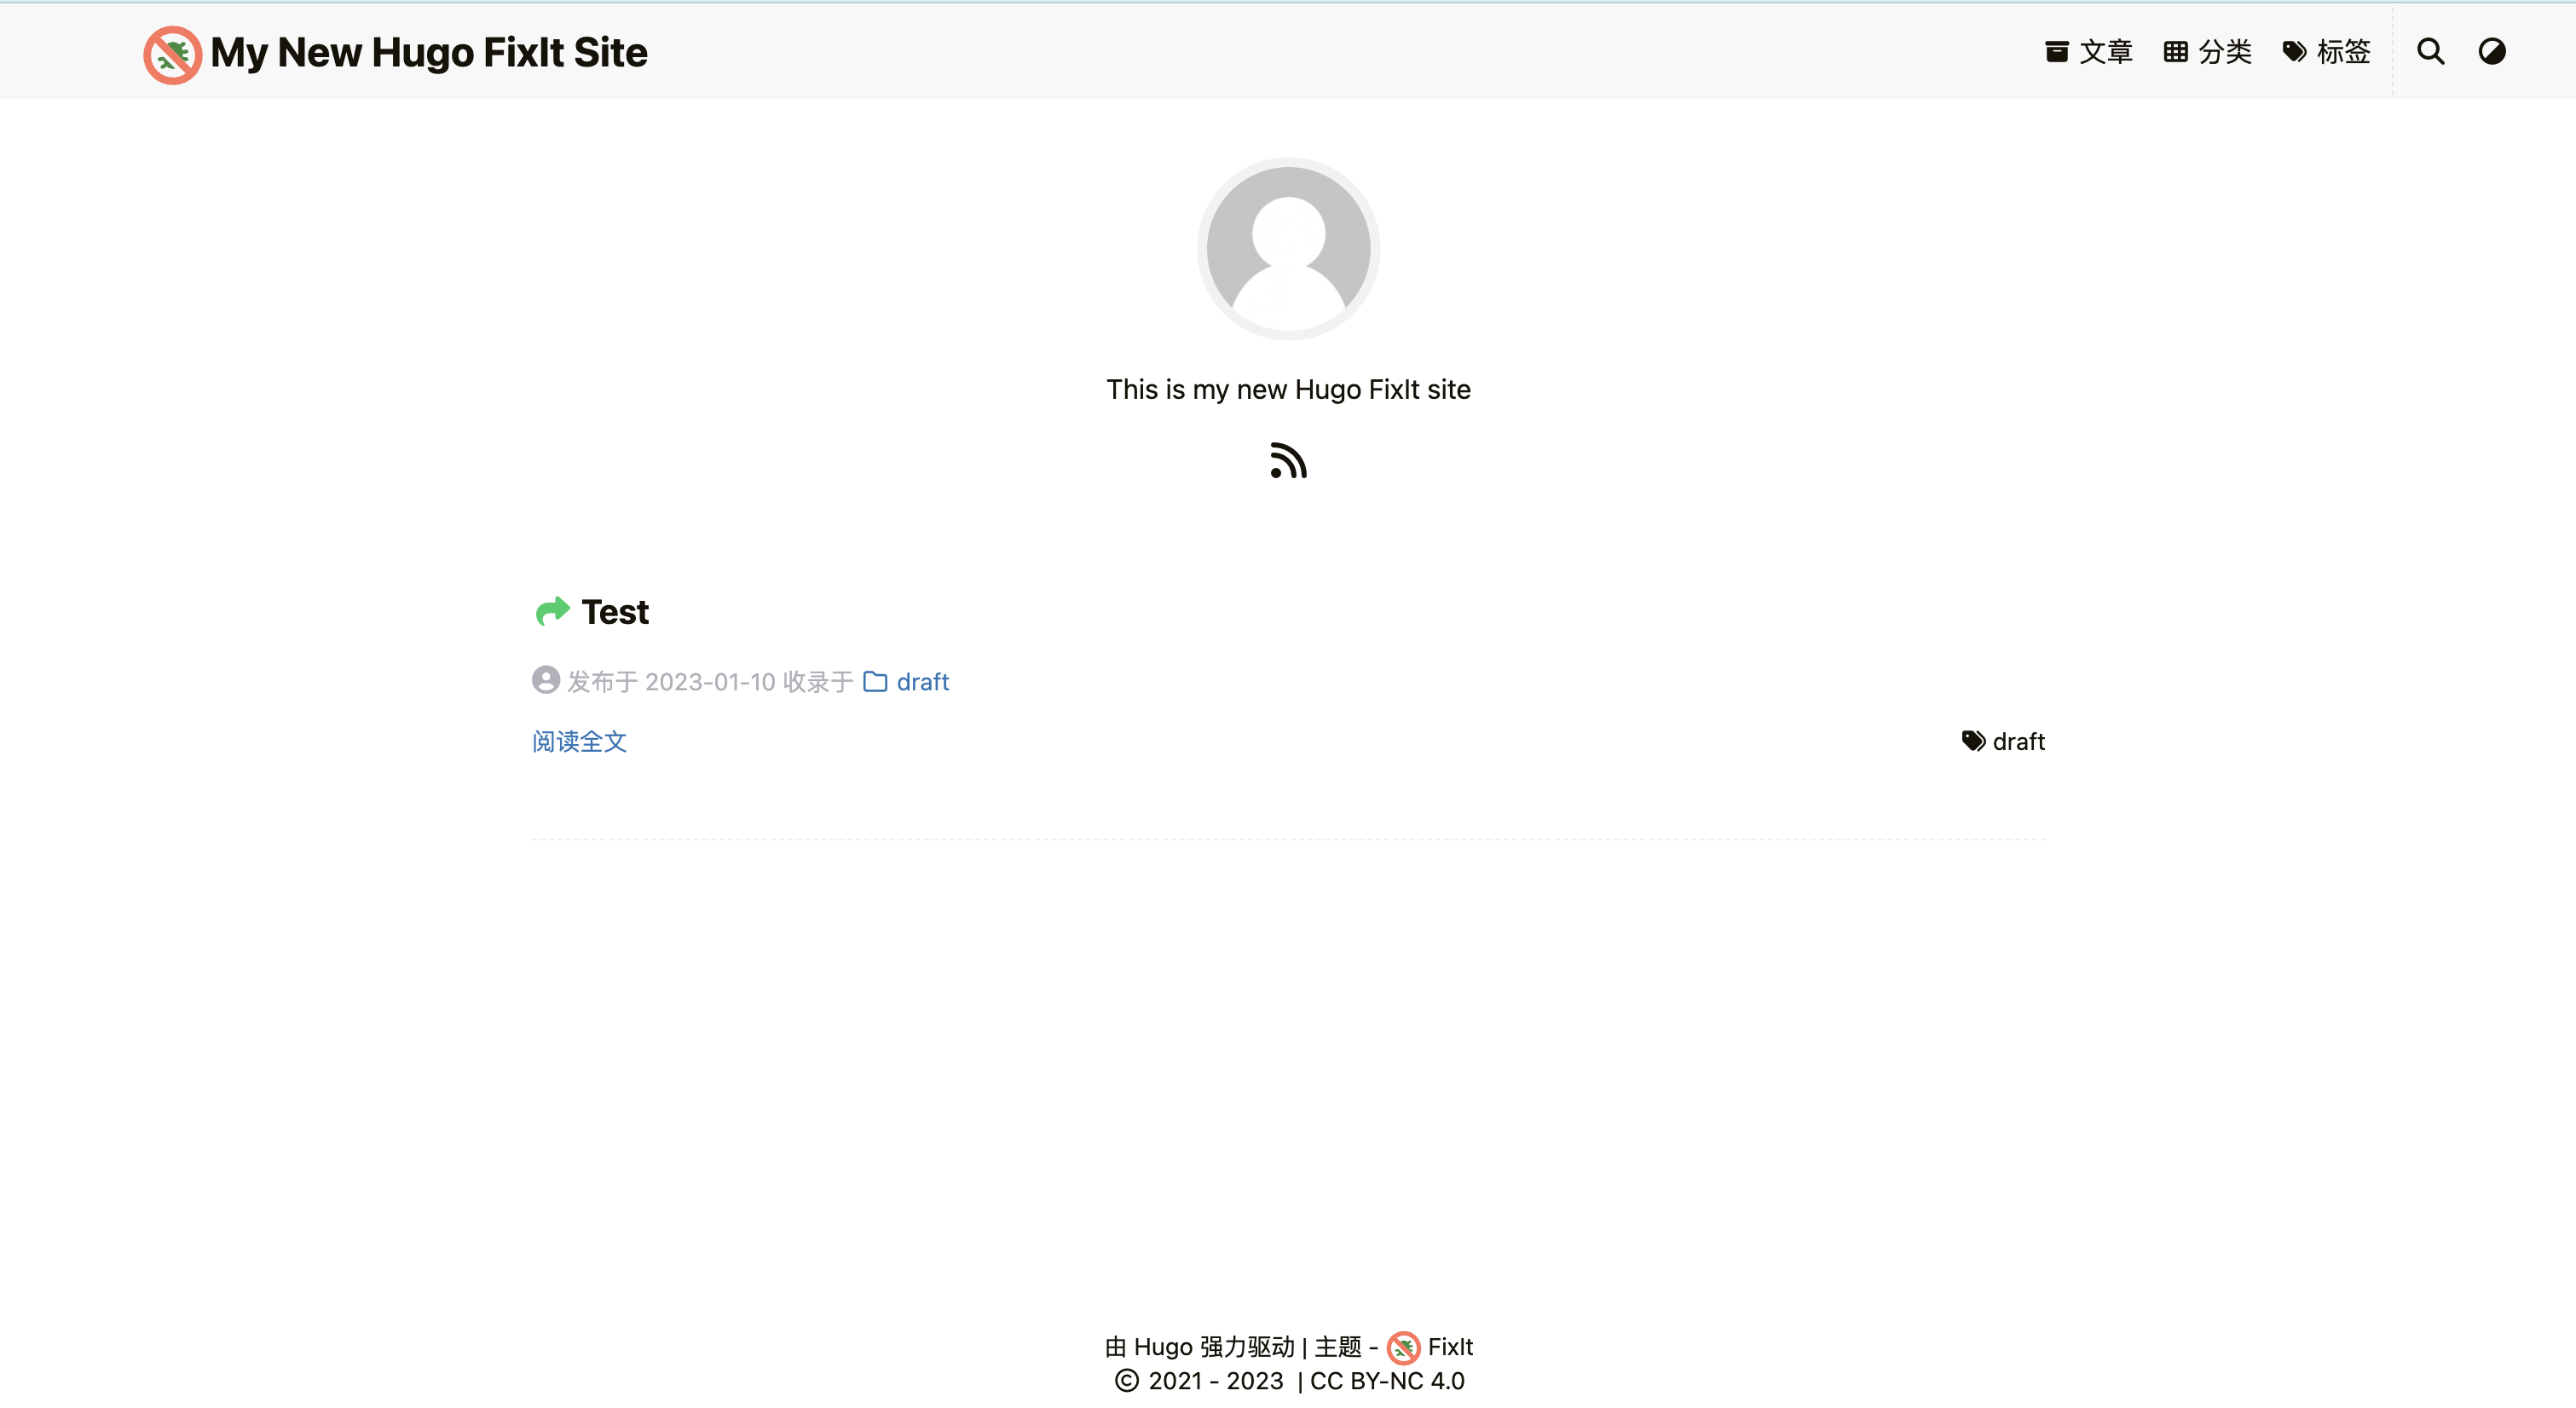 My New Hugo FixIt Site
文章 分类 标签
This is my new Hugo FixIt site
Test
发布于 2023-01-10 收录于 draft
阅读全文
draft
由 Hugo 强力驱动 | 主题 - FixIt
© 2021 - 2023 | CC BY-NC 4.0